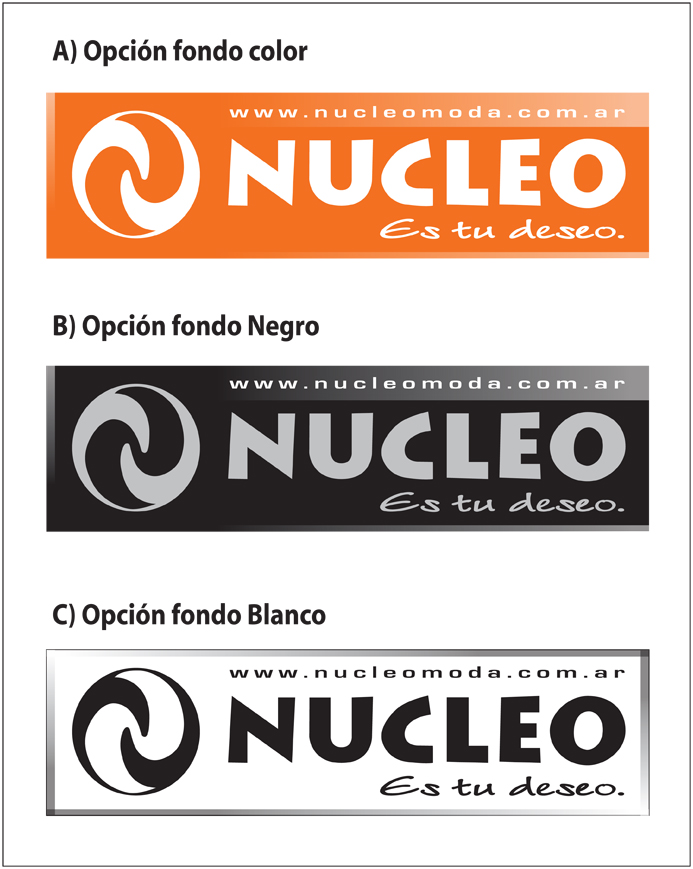 A) Opción fondo color
www.nucleomoda.com.ar
NUCLEO
Es tu deseo.
B) Opción fondo Negro
www.nucleomoda.com.ar
NUCLEO
Es tu deseo.
C) Opción fondo Blanco
www.nucleomoda.com.ar
NUCLEO
Es tu deseo.